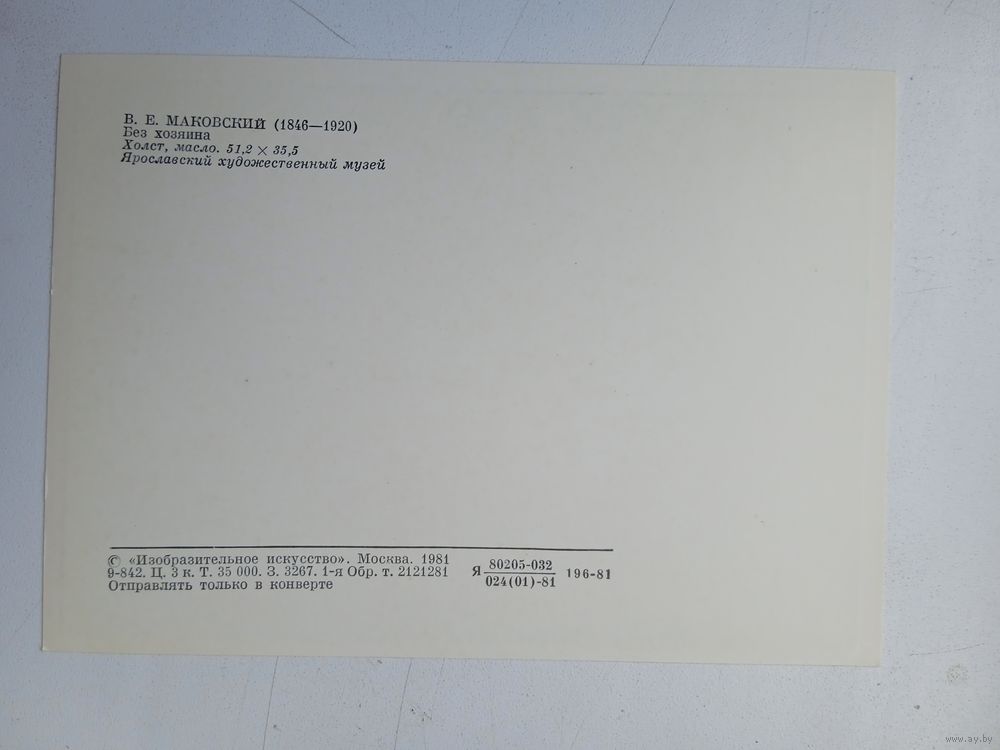 В. Е. МАКОВСКИЙ (1846—1920)
Без хозяина
Холст, масло. 51,2 × 35,5
Ярославский художественный музей
© «Изобразительное искусство». Москва. 1981
9-842. Ц. 3 к. Т. 35 000. З. 3267. 1-я Обр. т. 2121281
Отправлять только в конверте
Я 80205-032
024(01)-81 196-81
www.ay.by